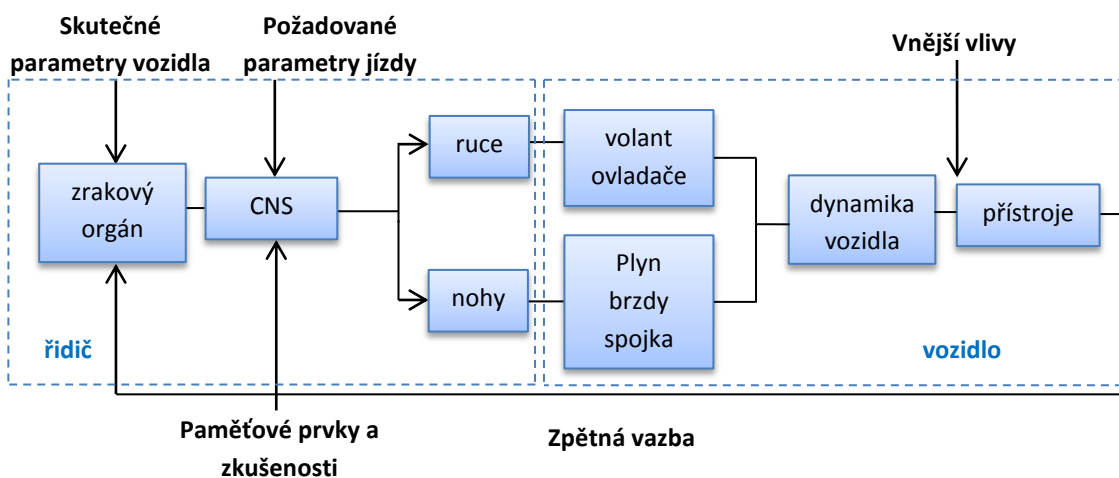 Skutečné
parametry vozidla
Požadované
parametry jízdy
Vnější vlivy
zrakový
orgán
CNS
ruce
nohy
volant
ovladače
Plyn
brzdy
spojka
dynamika
vozidla
přístroje
řidič
vozidlo
Paměťové prvky a
zkušenosti
Zpětná vazba